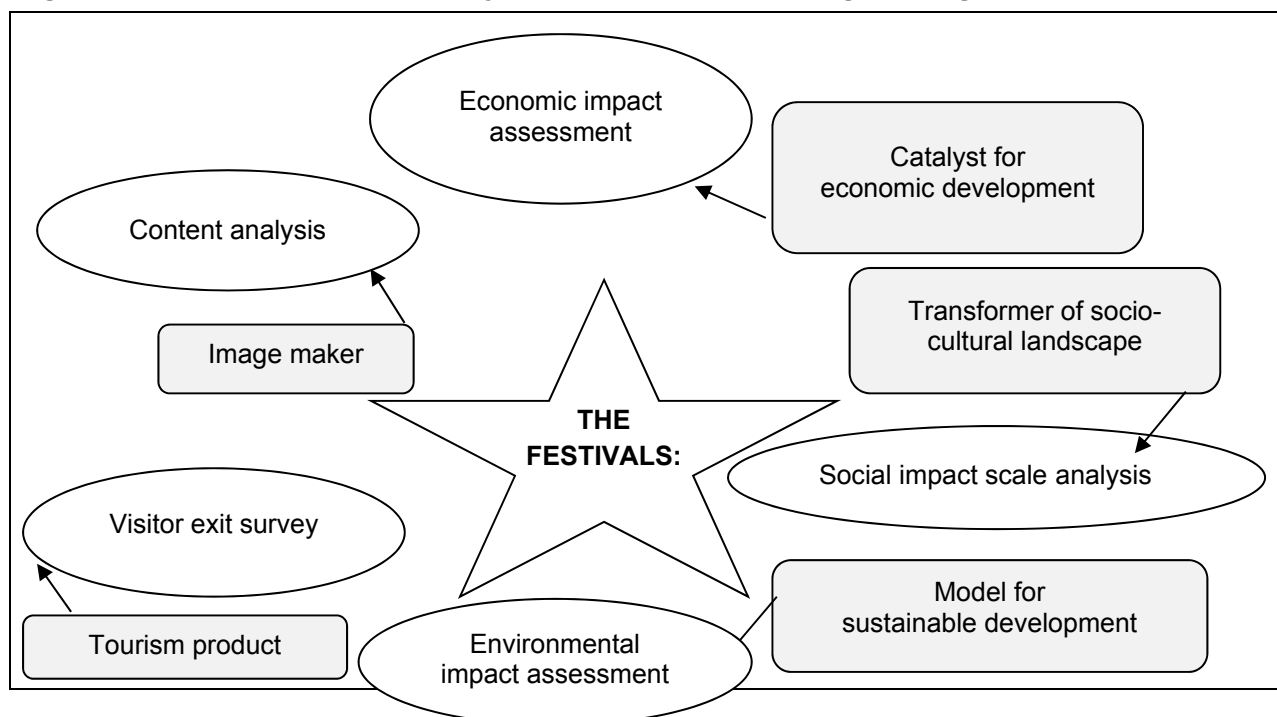 Economic impact
assessment
Catalyst for
economic development
Content analysis
Transformer of socio-
cultural landscape
Image maker
THE
FESTIVALS:
Social impact scale analysis
Visitor exit survey
Model for
sustainable development
Tourism product
Environmental
impact assessment